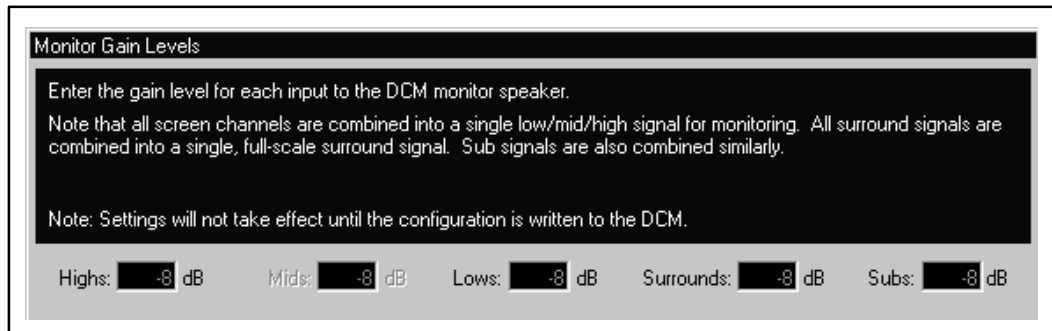 Monitor Gain Levels
Enter the gain level for each input to the DCM monitor speaker.
Note that all screen channels are combined into a single low/mid/high signal for monitoring.  All surround signals are
combined into a single, full-scale surround signal.  Sub signals are also combined similarly.
Note: Settings will not take effect until the configuration is written to the DCM.
Highs: -8 dB Mids: -8 dB Lows: -8 dB Surrounds: -8 dB Subs: -8 dB